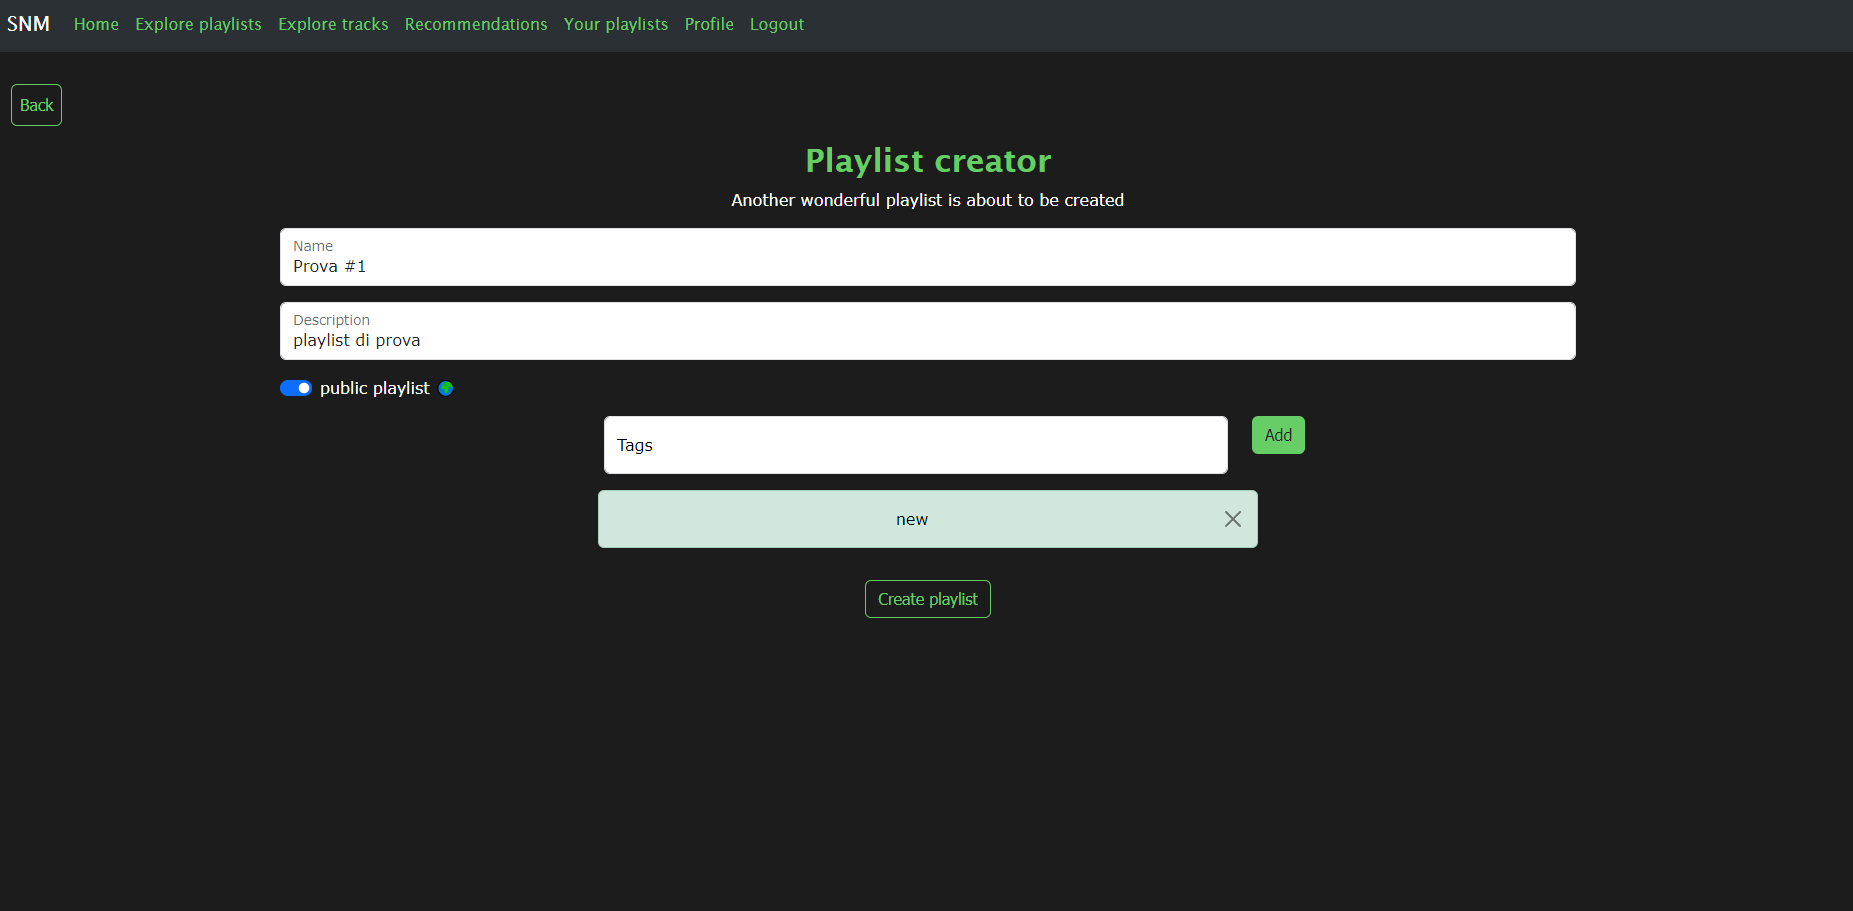 SNM Home Explore playlists Explore tracks Recommendations Your playlists Profile Logout
Back
Playlist creator
Another wonderful playlist is about to be created
Name
Prova #1
Description
playlist di prova
public playlist
Tags
Add
new
Create playlist